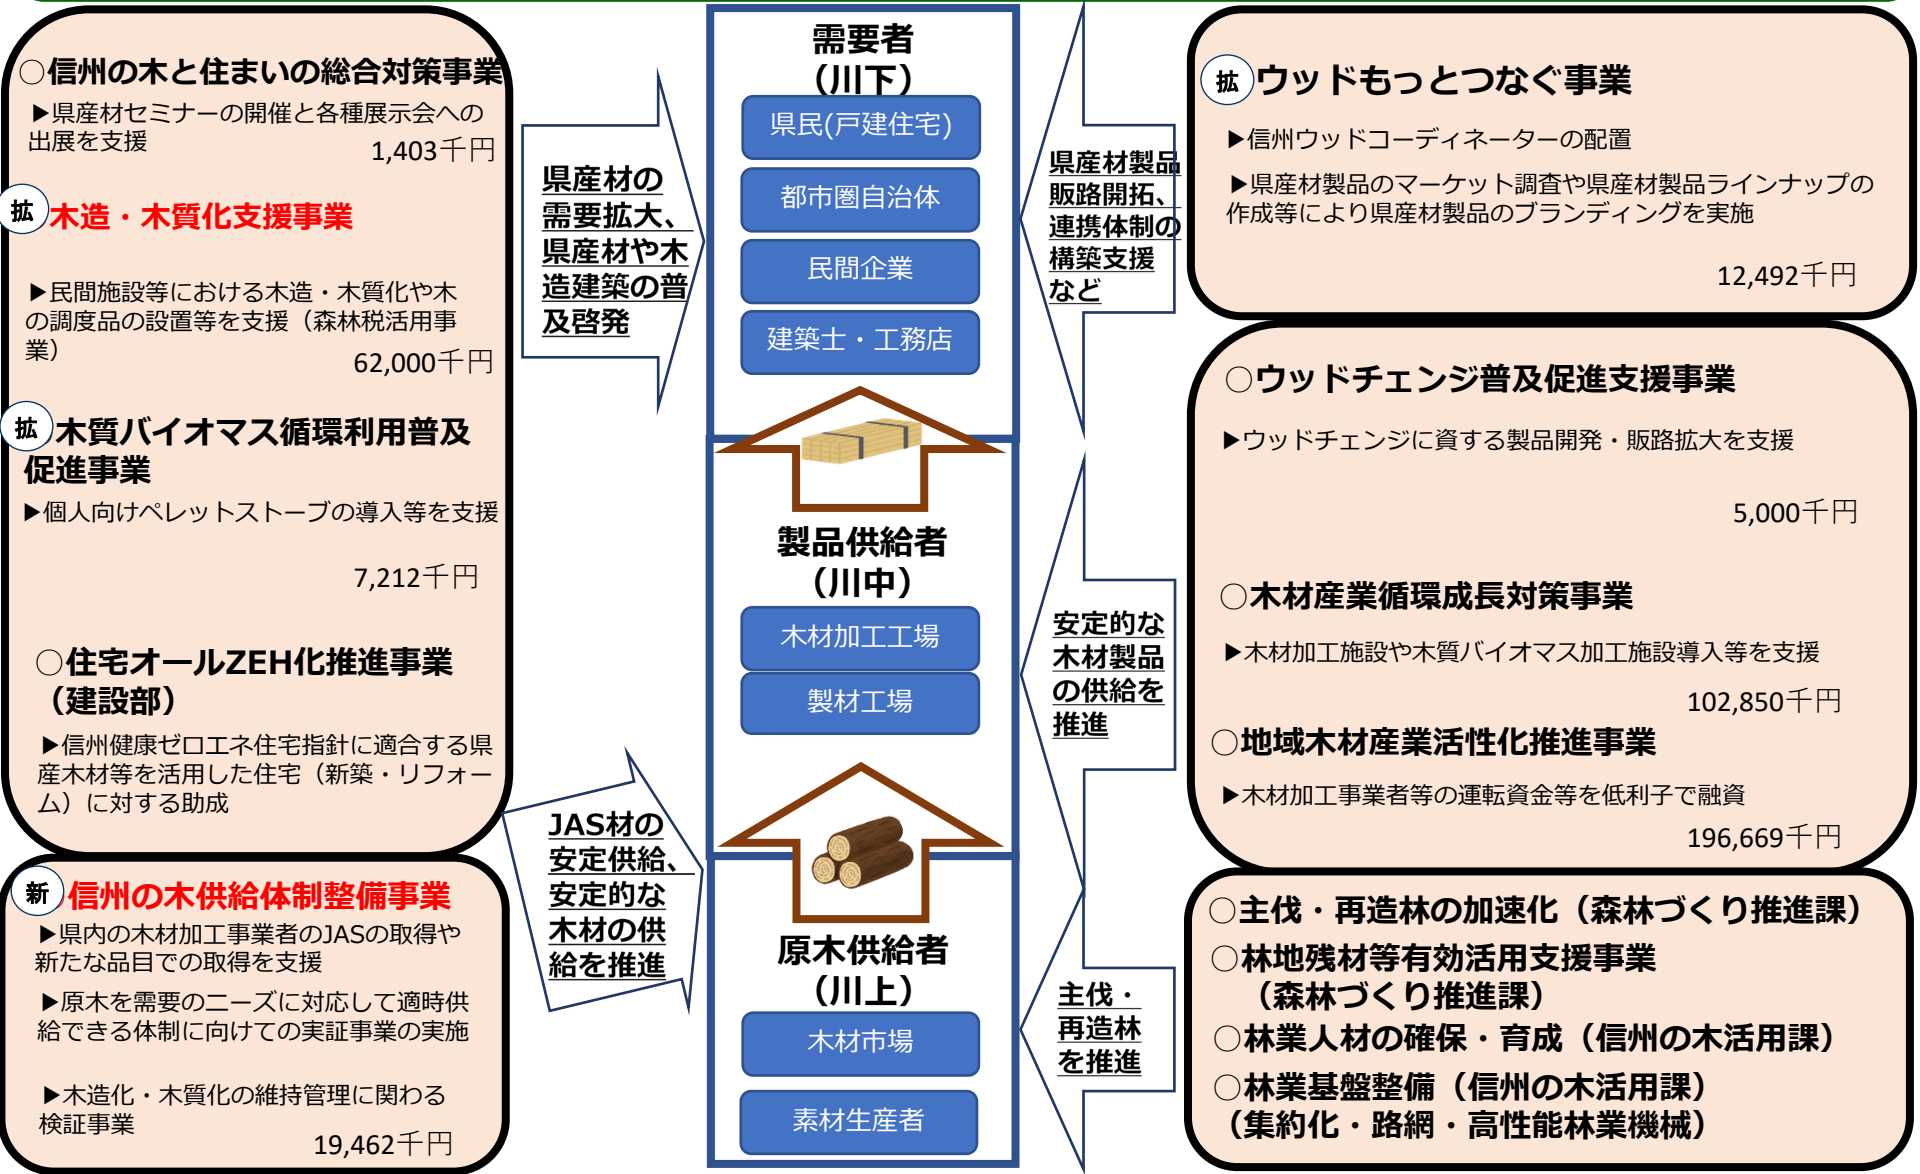 ○信州の木と住まいの総合対策事業
▶県産材セミナーの開催と各種展示会への
出展を支援
1,403千円
拡
木造・木質化支援事業
▶民間施設等における木造・木質化や木
の調度品の設置等を支援（森林税活用事
業）
62,000千円
拡
木質バイオマス循環利用普及
促進事業
▶個人向けペレットストーブの導入等を支援
7,212千円
○住宅オールZEH化推進事業
（建設部）
▶信州健康ゼロエネ住宅指針に適合する県
産木材等を活用した住宅（新築・リフォー
ム）に対する助成
新
信州の木供給体制整備事業
▶県内の木材加工事業者のJASの取得や
新たな品目での取得を支援
▶原木を需要のニーズに対応して適時供
給できる体制に向けての実証事業の実施
▶木造化・木質化の維持管理に関わる
検証事業
19,462千円
県産材の
需要拡大、
県産材や木
造建築の普
及啓発
JAS材の
安定供給、
安定的な
木材の供
給を推進
需要者
（川下）
県民(戸建住宅)
都市圏自治体
民間企業
建築士・工務店
製品供給者
（川中）
木材加工工場
製材工場
原木供給者
（川上）
木材市場
素材生産者
県産材製品
販路開拓、
連携体制の
構築支援
など
安定的な
木材製品
の供給を
推進
主伐・
再造林
を推進
拡
ウッドもっとつなぐ事業
▶信州ウッドコーディネーターの配置
▶県産材製品のマーケット調査や県産材製品ラインナップの
作成等により県産材製品のブランディングを実施
12,492千円
○ウッドチェンジ普及促進支援事業
▶ウッドチェンジに資する製品開発・販路拡大を支援
5,000千円
○木材産業循環成長対策事業
▶木材加工施設や木質バイオマス加工施設導入等を支援
102,850千円
○地域木材産業活性化推進事業
▶木材加工事業者等の運転資金等を低利子で融資
196,669千円
○主伐・再造林の加速化（森林づくり推進課）
○林地残材等有効活用支援事業
（森林づくり推進課）
○林業人材の確保・育成（信州の木活用課）
○林業基盤整備（信州の木活用課）
（集約化・路網・高性能林業機械）